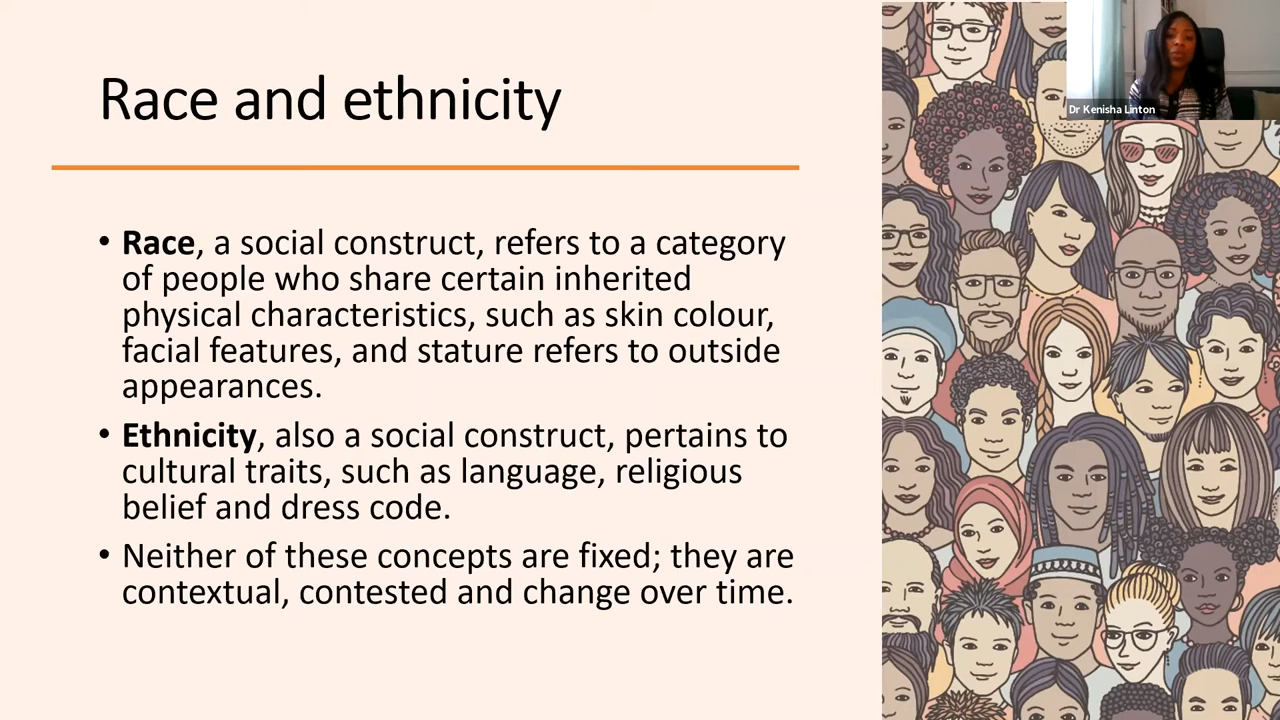 Race and ethnicity
Dr Kenisha Linton
• Race, a social construct, refers to a category
of people who share certain inherited
physical characteristics, such as skin colour,
facial features, and stature refers to outside
appearances.
• Ethnicity, also a social construct, pertains to
cultural traits, such as language, religious
belief and dress code.
• Neither of these concepts are fixed; they are
contextual, contested and change over time.